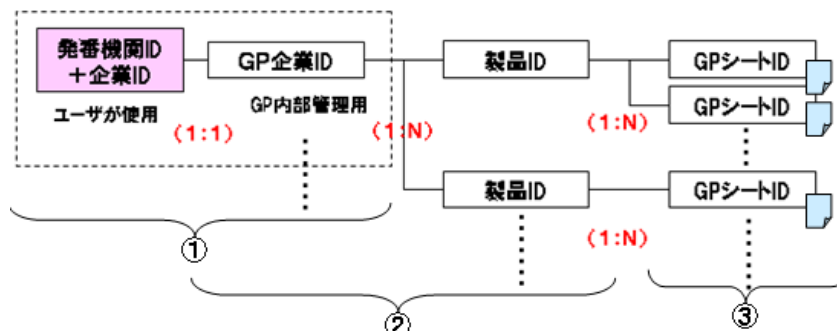 発番機関ID
＋企業ID
GP企業ID
製品ID
GPシートID
ユーザが使用
GP内部管理用
GPシートID
（1:1）
（1:N）
（1:N）
製品ID
GPシートID
（1:N）
①
②
③